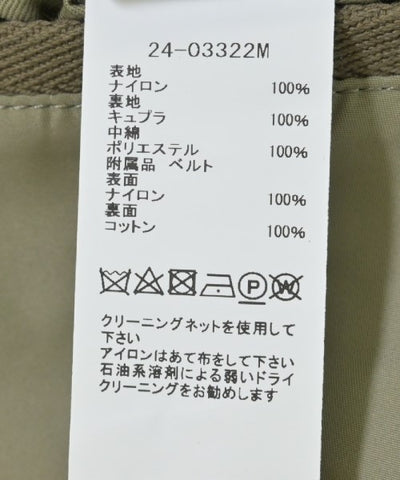 24-03322M
表地
ナイロン 100%
裏地
キュプラ 100%
中綿
ポリエステル 100%
附属品 ベルト
表面
ナイロン 100%
裏面
コットン 100%
P W
クリーニングネットを使用して
下さい
アイロンはあて布をして下さい
石油系溶剤による弱いドライ
クリーニングをお勧めします